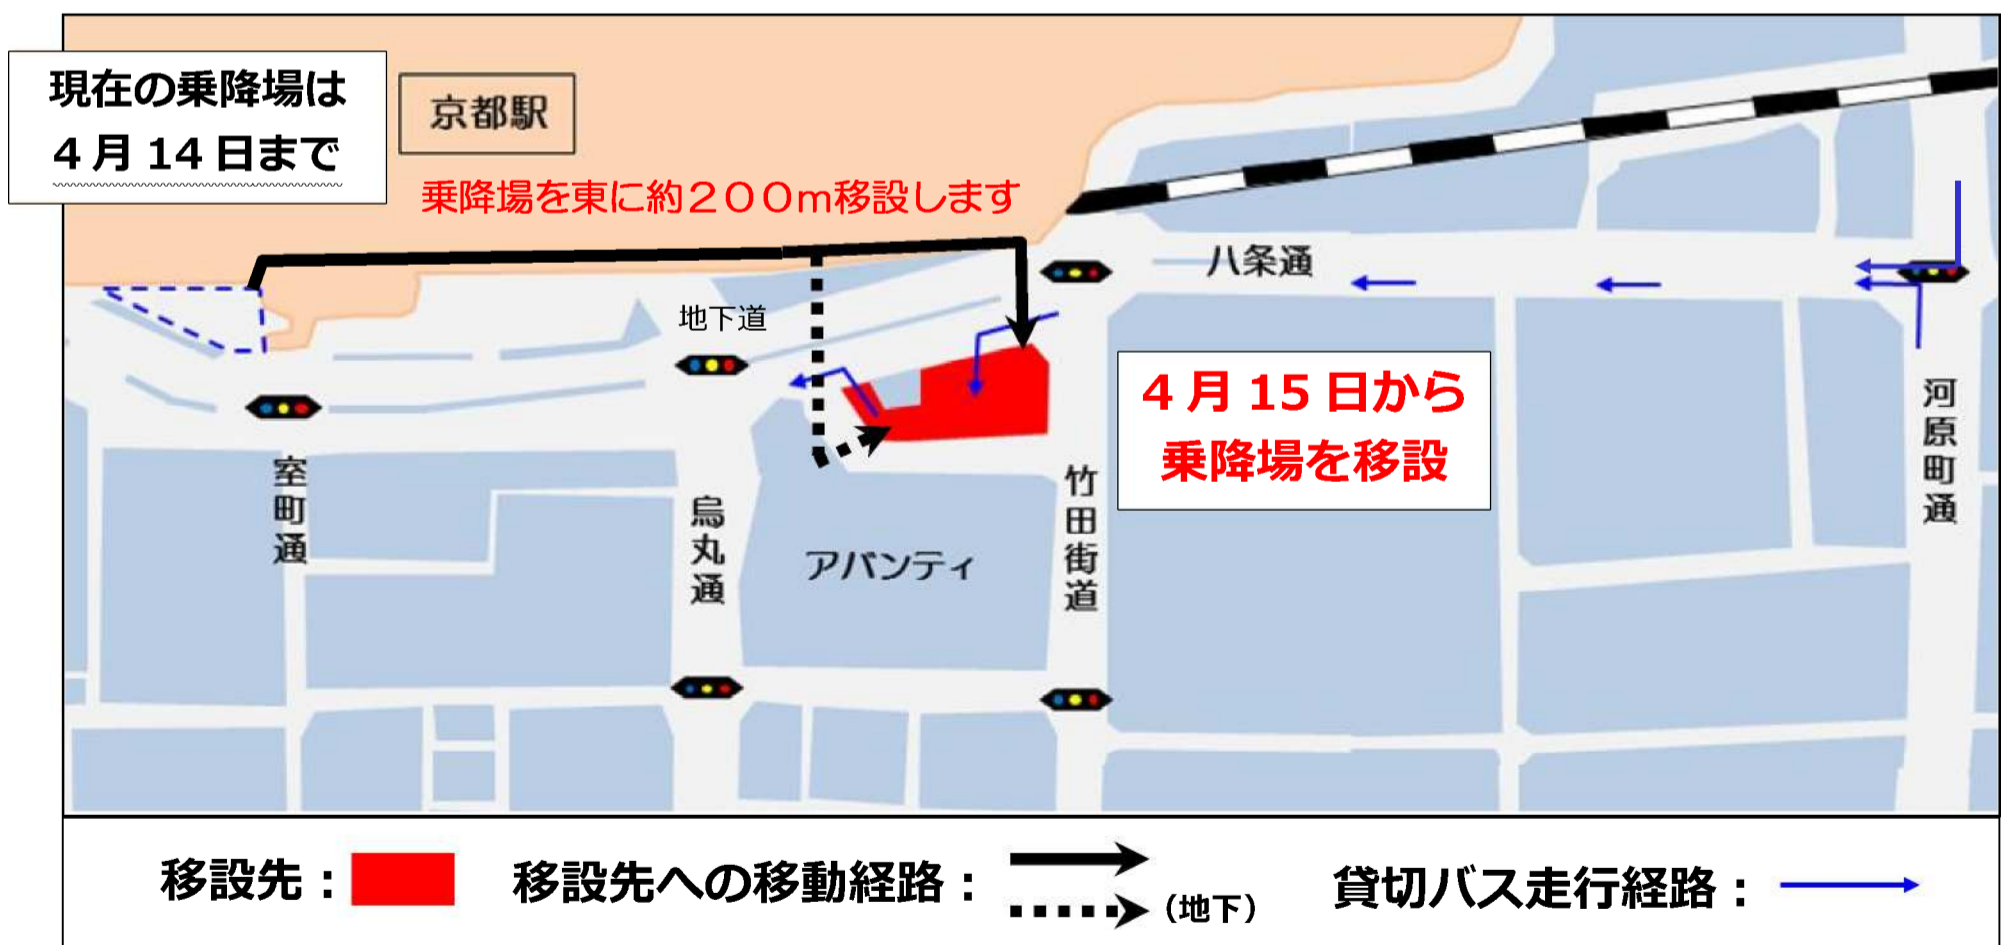 現在の乗降場は
４月 14 日まで
京都駅
乗降場を東に約２００ｍ移設します
八条通
地下道
４月 15 日から
乗降場を移設
河原町通
室町通
烏丸通
竹田街道
アバンティ
移設先：
移設先への移動経路：
（地下）
貸切バス走行経路：